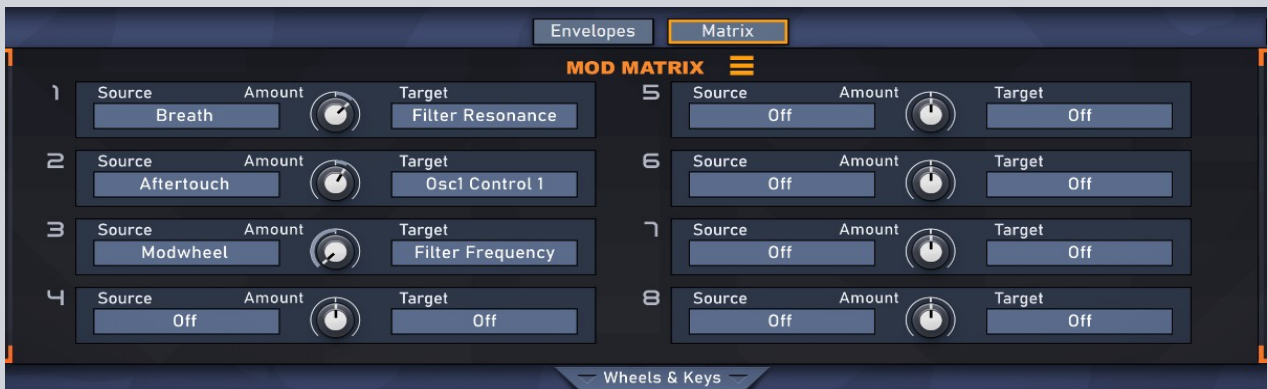 Envelopes Matrix
MOD MATRIX
1 Source Amount Target
Breath Filter Resonance
2 Source Amount Target
Aftertouch Osc1 Control 1
3 Source Amount Target
Modwheel Filter Frequency
4 Source Amount Target
Off Off
5 Source Amount Target
Off Off
6 Source Amount Target
Off Off
7 Source Amount Target
Off Off
8 Source Amount Target
Off Off
Wheels & Keys